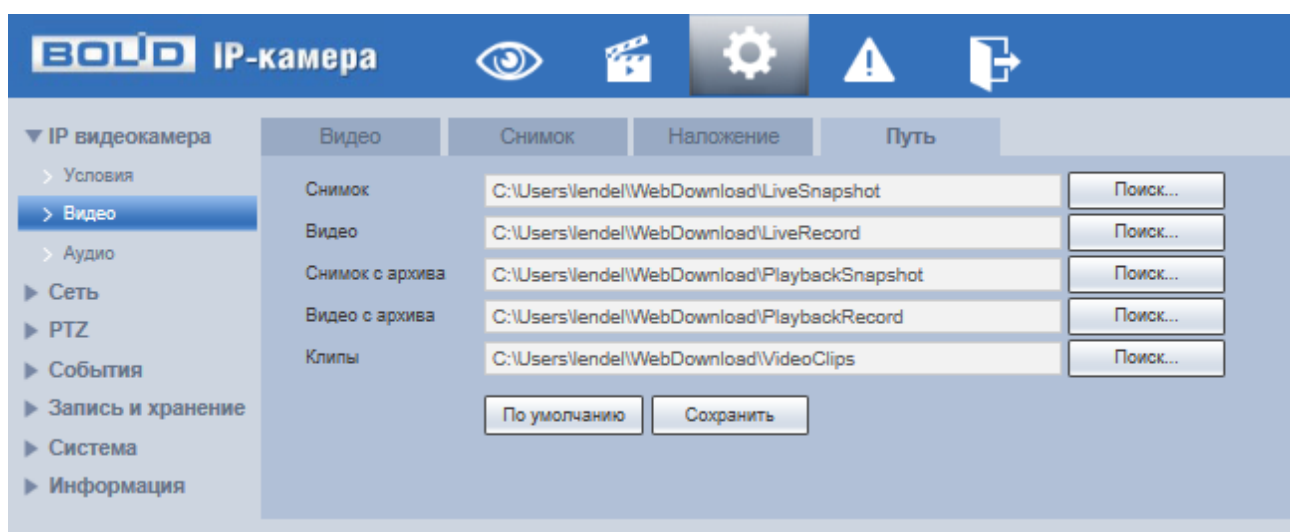 BOLID IP-камера
IP видеокамера
Условия
Видео
Аудио
Сеть
PTZ
События
Запись и хранение
Система
Информация
Видео Снимок Наложение Путь
Снимок C:\Users\lendel\WebDownload\LiveSnapshot Поиск...
Видео C:\Users\lendel\WebDownload\LiveRecord Поиск...
Снимок с архива C:\Users\lendel\WebDownload\PlaybackSnapshot Поиск...
Видео с архива C:\Users\lendel\WebDownload\PlaybackRecord Поиск...
Клипы C:\Users\lendel\WebDownload\VideoClips Поиск...
По умолчанию Сохранить